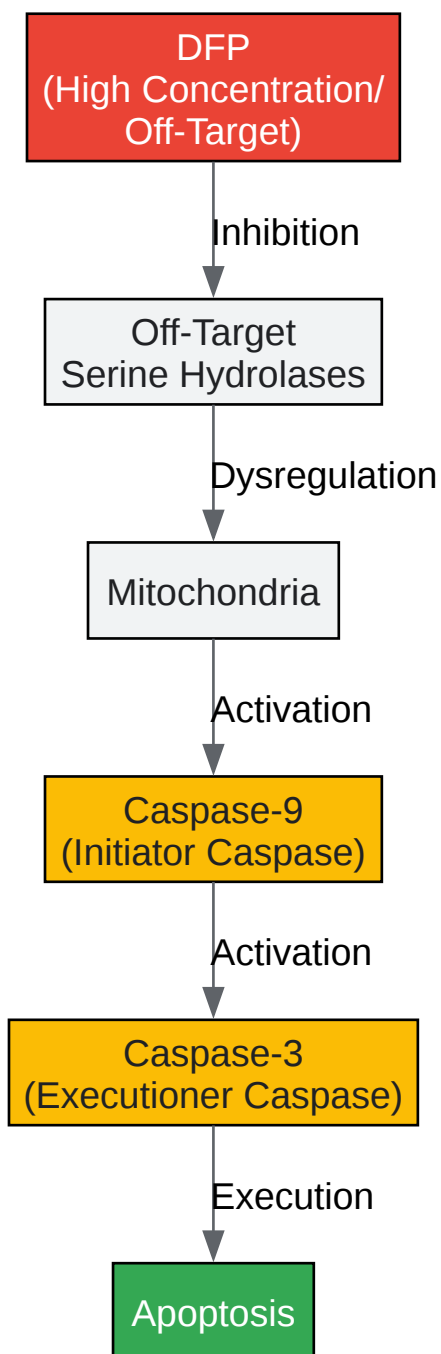 DFP
(High Concentration/
Off-Target)
Inhibition
Off-Target
Serine Hydrolases
Dysregulation
Mitochondria
Activation
Caspase-9
(Initiator Caspase)
Activation
Caspase-3
(Executioner Caspase)
Execution
Apoptosis